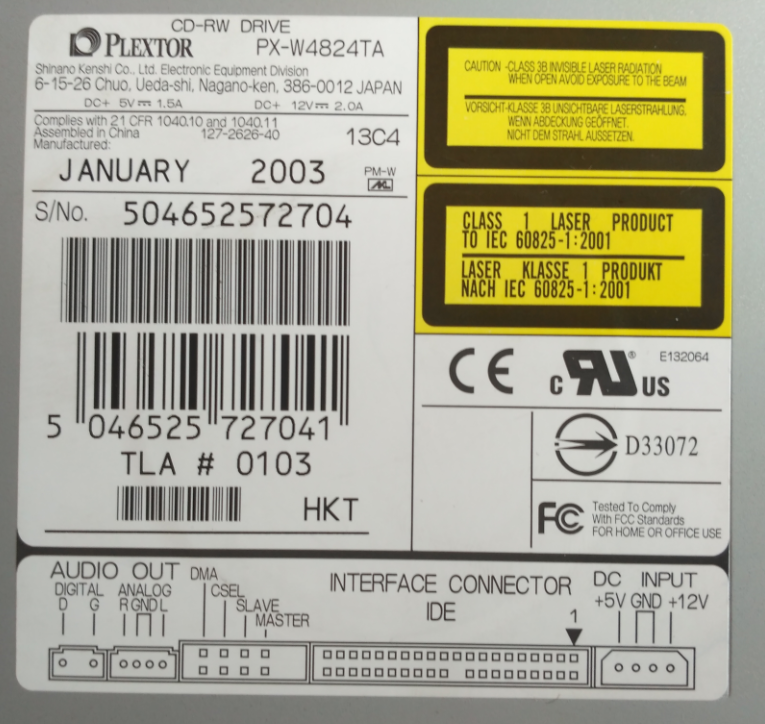 CD-RW DRIVE
PLEXTOR PX-W4824TA
Shinano Kenshi Co., Ltd. Electronic Equipment Division
6-15-26 Chuo, Ueda-shi, Nagano-ken, 386-0012 JAPAN
DC+ 5V⎓ 1.5A DC+ 12V⎓ 2.0A
Complies with 21 CFR 1040.10 and 1040.11
Assembled in China 127-2626-40 13C4
Manufactured:
JANUARY 2003 PM-W
S/No. 504652572704
5 046525 727041
TLA # 0103
HKT
CAUTION -CLASS 3B INVISIBLE LASER RADIATION
WHEN OPEN AVOID EXPOSURE TO THE BEAM
VORSICHT-KLASSE 3B UNSICHTBARE LASERSTRAHLUNG,
WENN ABDECKUNG GEÖFFNET.
NICHT DEM STRAHL AUSSETZEN.
CLASS 1 LASER PRODUCT
TO IEC 60825-1:2001
LASER KLASSE 1 PRODUKT
NACH IEC 60825-1:2001
CE c RU ® US E132064
D33072
FC Tested To Comply
With FCC Standards
FOR HOME OR OFFICE USE
AUDIO OUT
DIGITAL ANALOG
D G R GND L
DMA
CSEL
SLAVE
MASTER
INTERFACE CONNECTOR
IDE
1
DC INPUT
+5V GND +12V